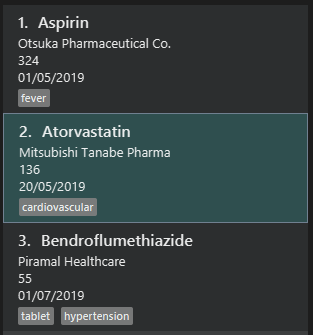 1. Aspirin
Otsuka Pharmaceutical Co.
324
01/05/2019
fever
2. Atorvastatin
Mitsubishi Tanabe Pharma
136
20/05/2019
cardiovascular
3. Bendroflumethiazide
Piramal Healthcare
55
01/07/2019
tablet hypertension